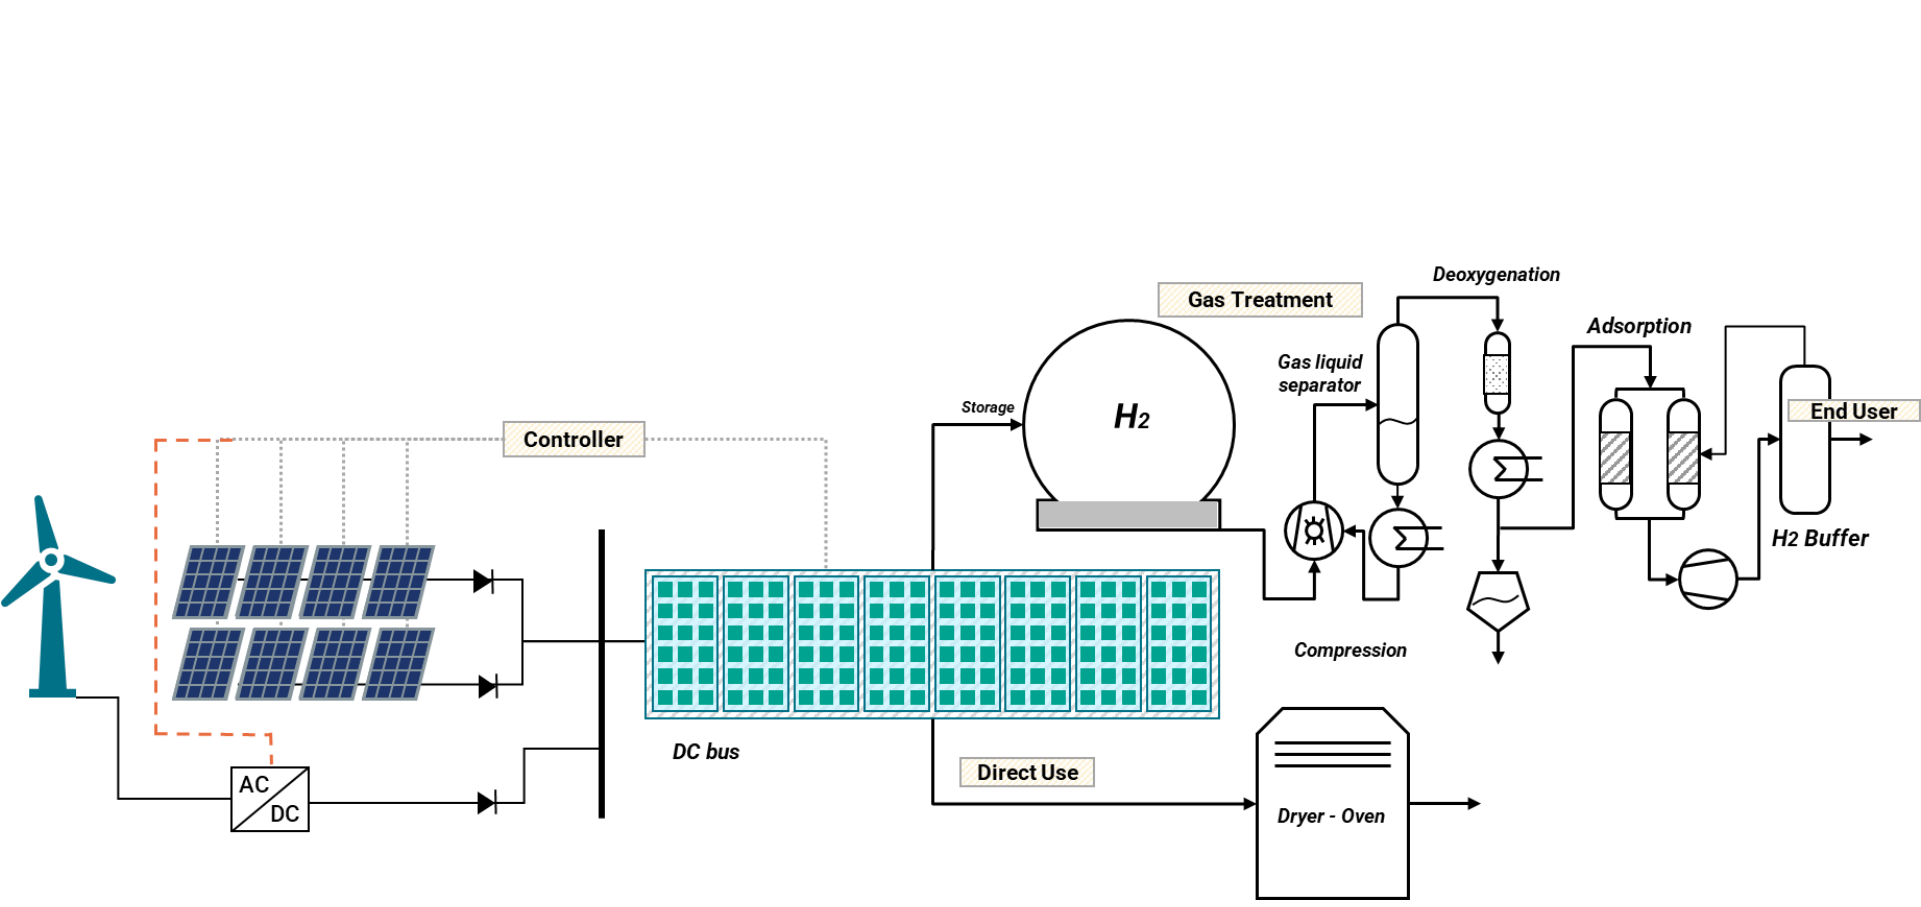 Deoxygenation
Gas Treatment
Adsorption
Gas liquid
separator
Storage
H2
End User
Controller
H2 Buffer
Compression
DC bus
Direct Use
AC
DC
Dryer - Oven